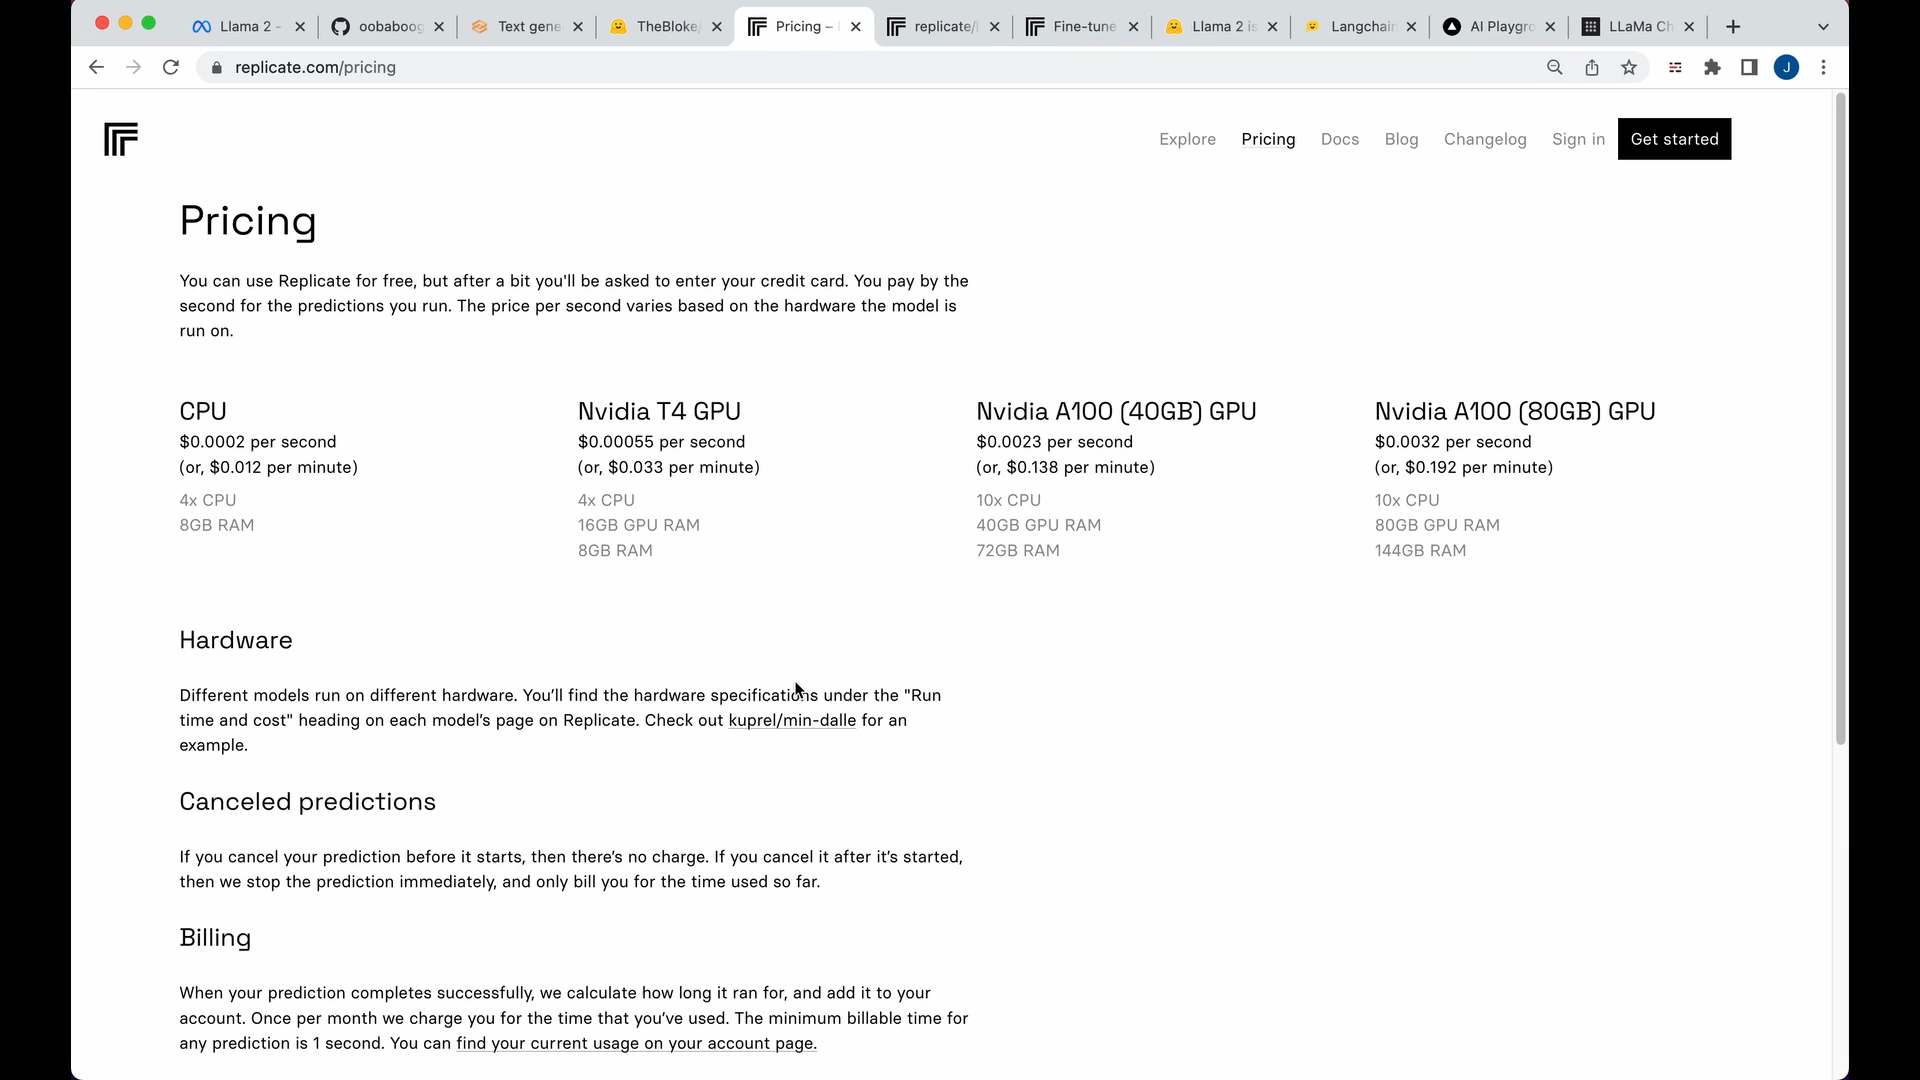 Llama 2 -
oobaboog
Text gene
TheBloke/
Pricing –
replicate/
Fine-tune
Llama 2 is
Langchain
AI Playgro
LLaMa Ch
replicate.com/pricing
J
Explore
Pricing
Docs
Blog
Changelog
Sign in
Get started
Pricing
You can use Replicate for free, but after a bit you'll be asked to enter your credit card. You pay by the
second for the predictions you run. The price per second varies based on the hardware the model is
run on.
CPU
$0.0002 per second
(or, $0.012 per minute)
4x CPU
8GB RAM
Nvidia T4 GPU
$0.00055 per second
(or, $0.033 per minute)
4x CPU
16GB GPU RAM
8GB RAM
Nvidia A100 (40GB) GPU
$0.0023 per second
(or, $0.138 per minute)
10x CPU
40GB GPU RAM
72GB RAM
Nvidia A100 (80GB) GPU
$0.0032 per second
(or, $0.192 per minute)
10x CPU
80GB GPU RAM
144GB RAM
Hardware
Different models run on different hardware. You’ll find the hardware specifications under the "Run
time and cost" heading on each model’s page on Replicate. Check out kuprel/min-dalle for an
example.
Canceled predictions
If you cancel your prediction before it starts, then there’s no charge. If you cancel it after it’s started,
then we stop the prediction immediately, and only bill you for the time used so far.
Billing
When your prediction completes successfully, we calculate how long it ran for, and add it to your
account. Once per month we charge you for the time that you’ve used. The minimum billable time for
any prediction is 1 second. You can find your current usage on your account page.